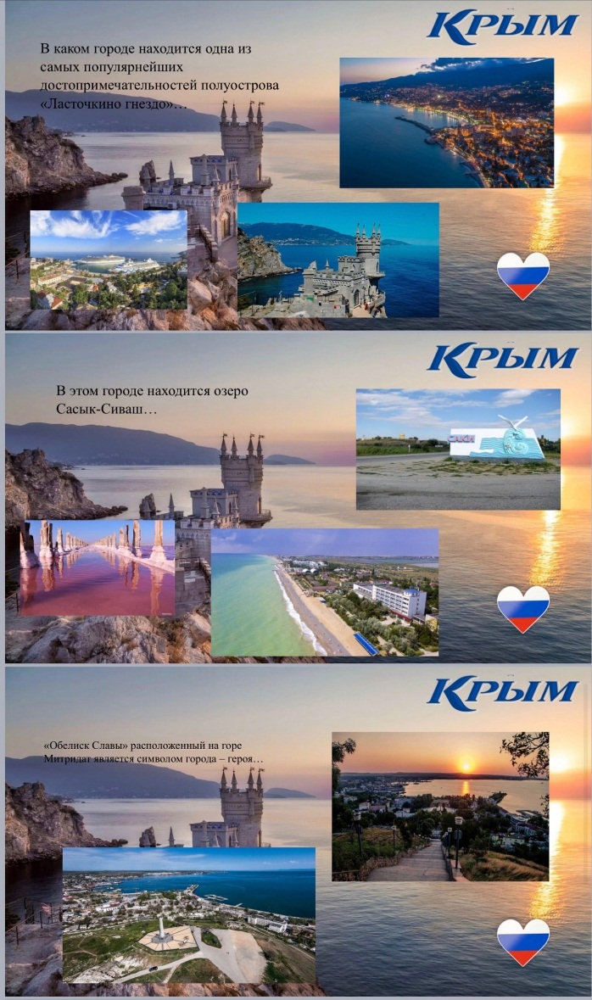 Крым
В каком городе находится одна из
самых популярнейших
достопримечательностей полуострова
«Ласточкино гнездо»…
Крым
В этом городе находится озеро
Сасык-Сиваш…
САКИ
Крым
«Обелиск Славы» расположенный на горе
Митридат является символом города – героя…